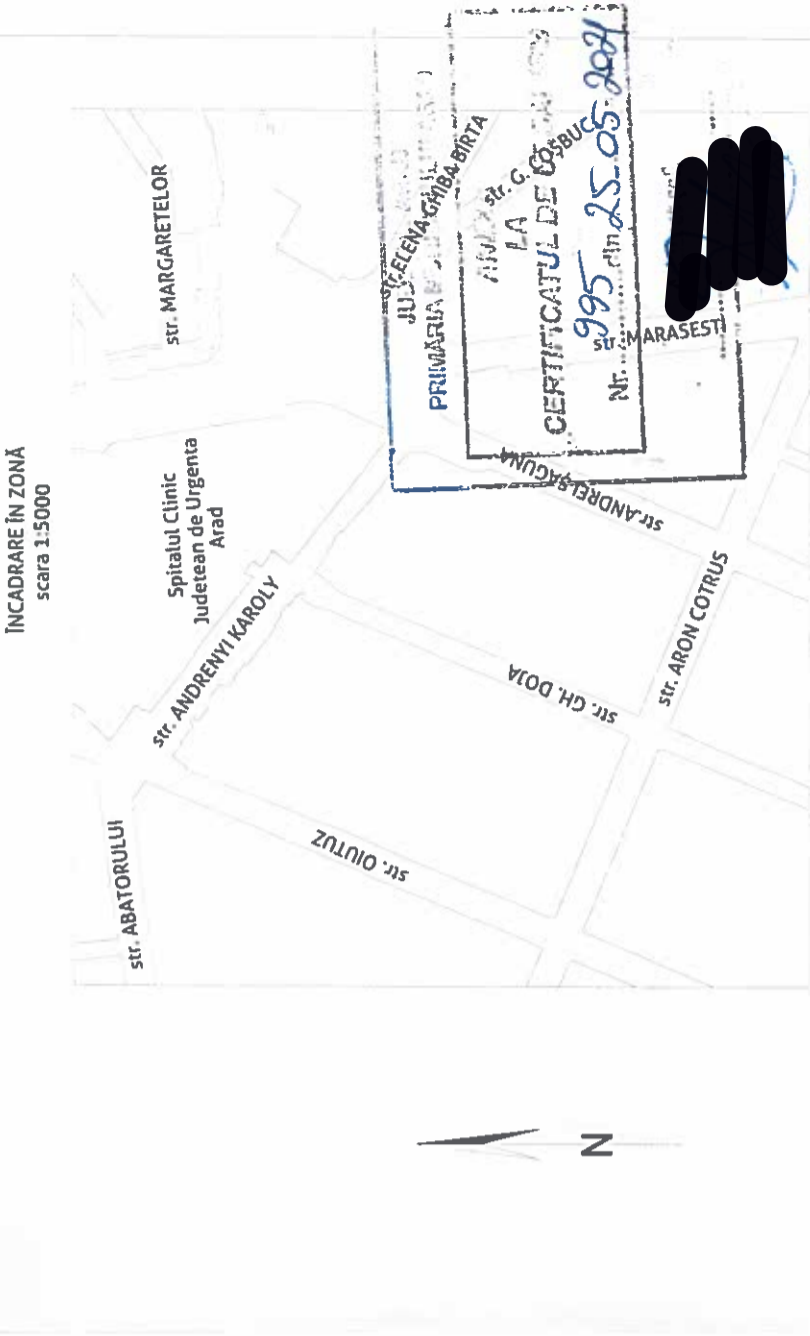 ÎNCADRARE ÎN ZONĂ
scara 1:5000
str. MARGARETELOR
Spitalul Clinic
Judetean de Urgenta
Arad
str. ANDRENYI KAROLY
str. ABATORULUI
str. OIUTUZ
str. GH. DOJA
str. ARON COTRUS
str.ANDREI ȘAGUNA
str. MARASESTI
str. ELENA GHIBA BIRTA
str. G. COȘBUC
PRIMĂRIA
LA
CERTIFICATUL DE
Nr. 995 din 25.05.2021
N